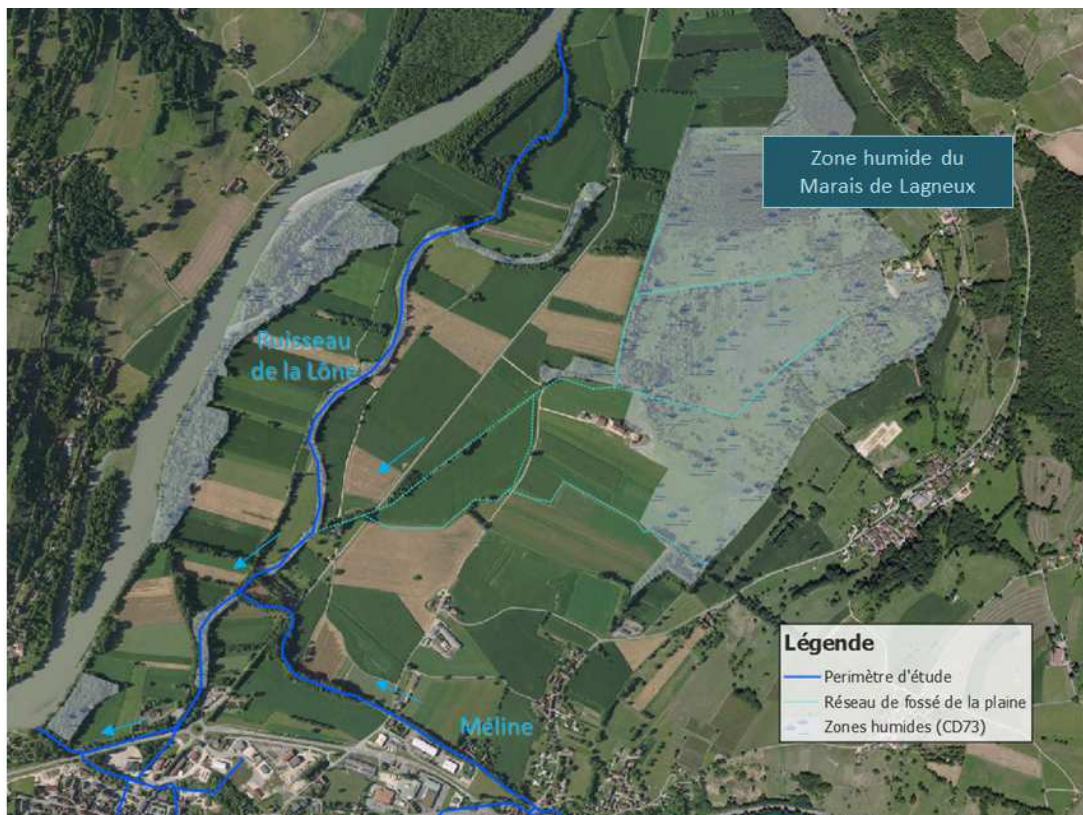 Zone humide du
Marais de Lagneux
Ruisseau
de la Lône
Méline
Légende
Perimètre d'étude
Réseau de fossé de la plaine
Zones humides (CD73)